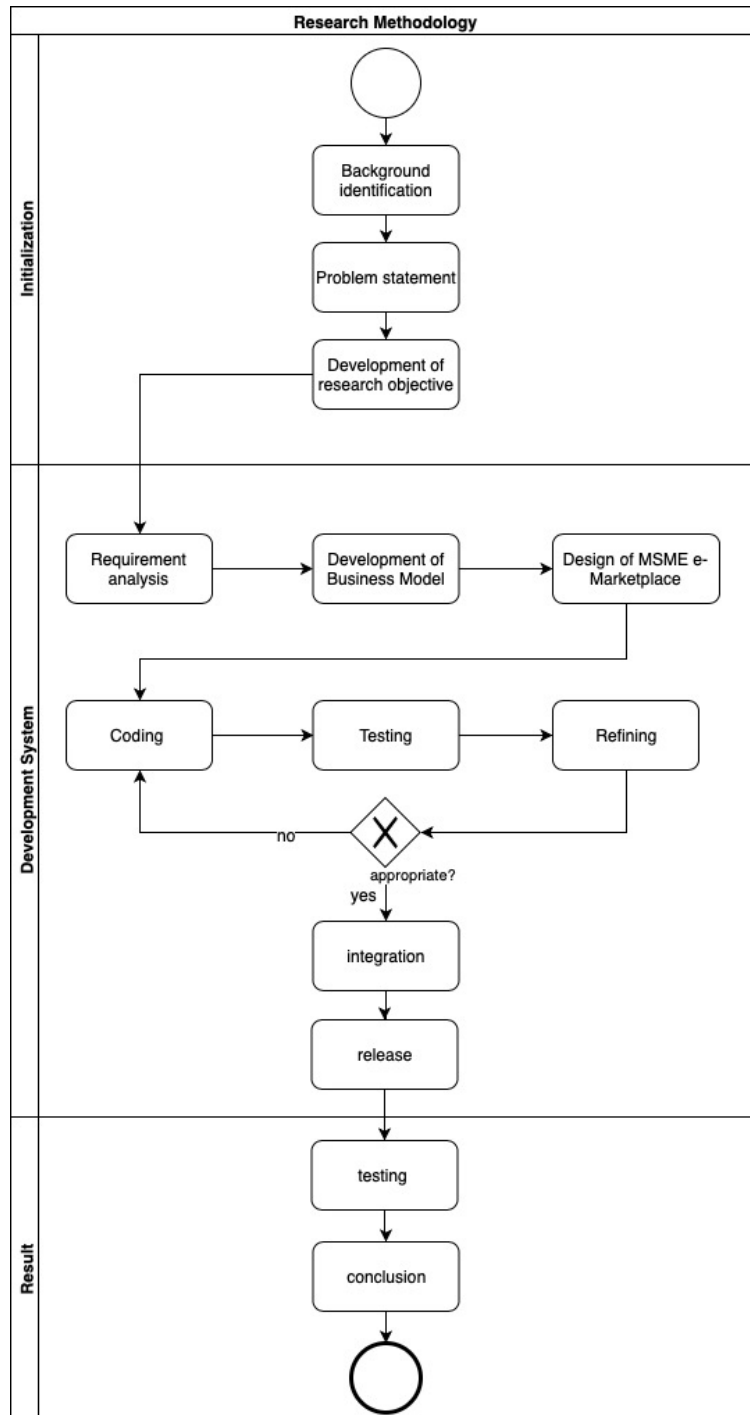 Research Methodology
Initialization
Background
identification
Problem statement
Development of
research objective
Development System
Requirement
analysis
Development of
Business Model
Design of MSME e-
Marketplace
Coding
Testing
Refining
no
appropriate?
yes
integration
release
Result
testing
conclusion